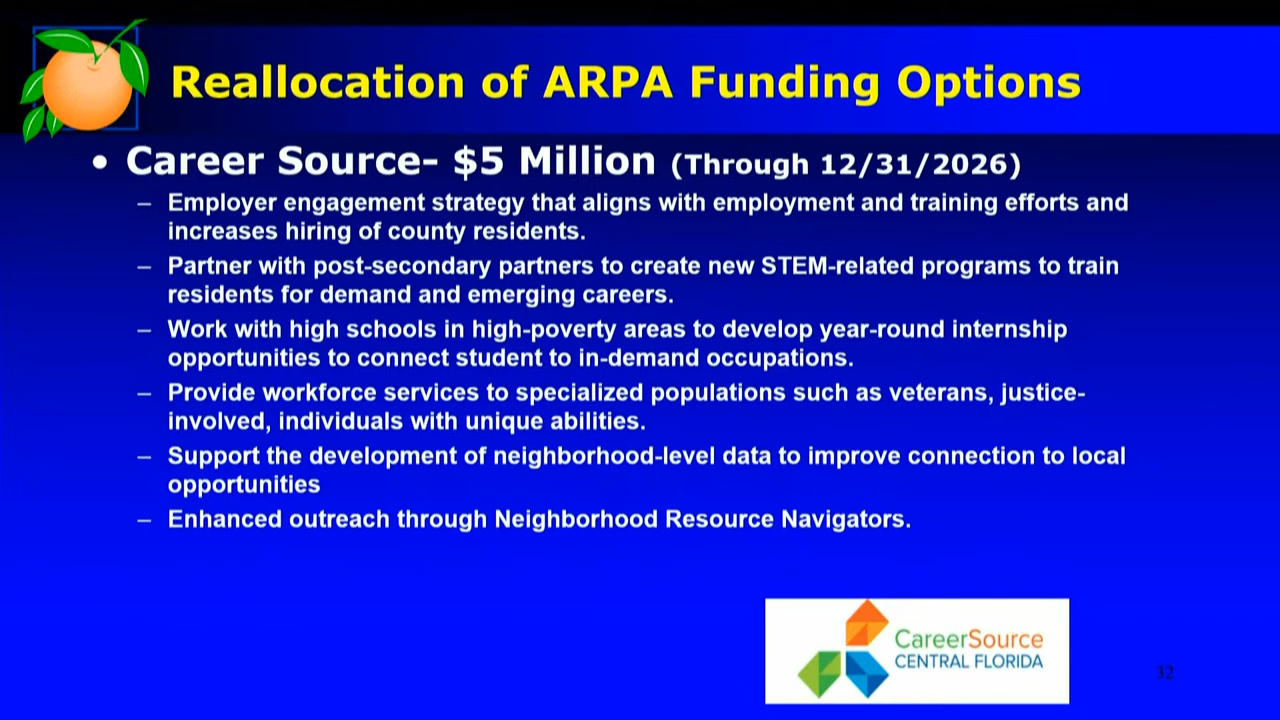 Reallocation of ARPA Funding Options
• Career Source- $5 Million (Through 12/31/2026)
– Employer engagement strategy that aligns with employment and training efforts and
increases hiring of county residents.
– Partner with post-secondary partners to create new STEM-related programs to train
residents for demand and emerging careers.
– Work with high schools in high-poverty areas to develop year-round internship
opportunities to connect student to in-demand occupations.
– Provide workforce services to specialized populations such as veterans, justice-
involved, individuals with unique abilities.
– Support the development of neighborhood-level data to improve connection to local
opportunities
– Enhanced outreach through Neighborhood Resource Navigators.
CareerSource
CENTRAL FLORIDA
32